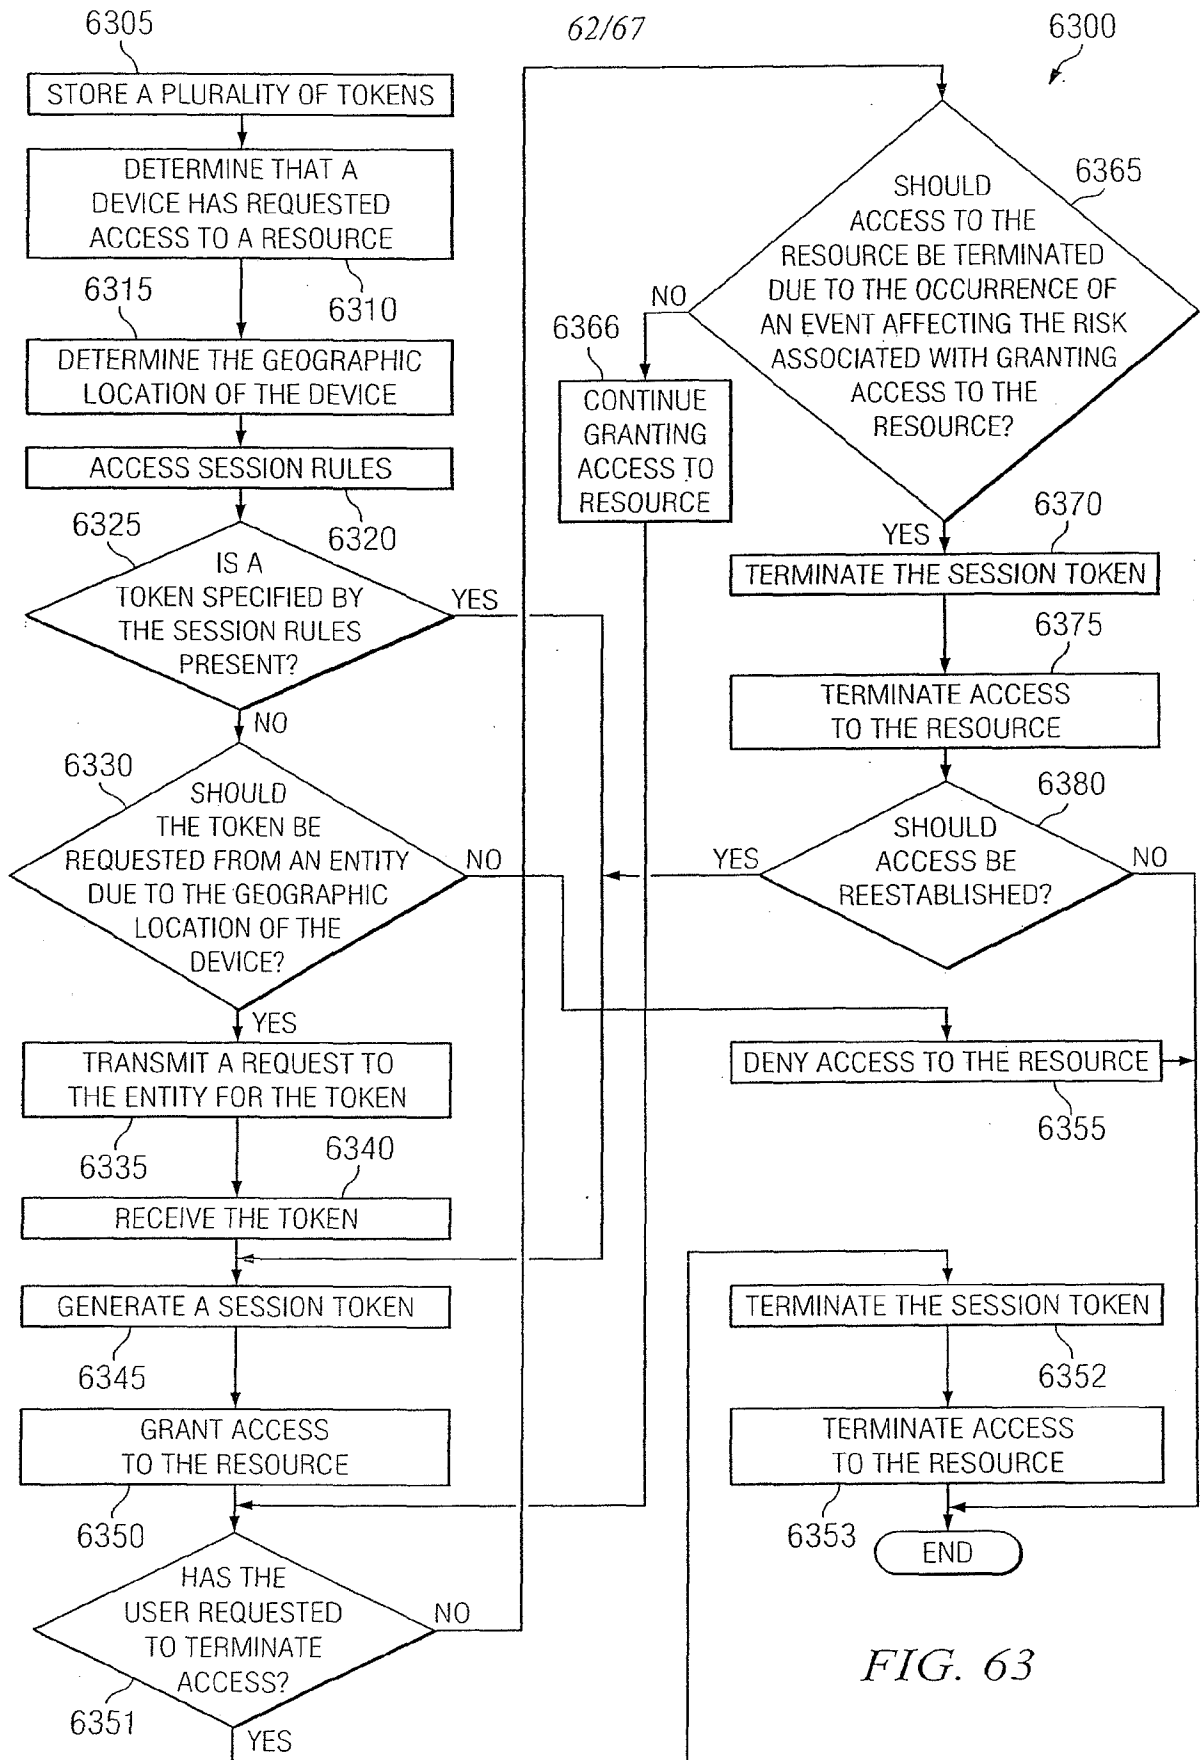 62/67
6300
6305
STORE A PLURALITY OF TOKENS
DETERMINE THAT A
DEVICE HAS REQUESTED
ACCESS TO A RESOURCE
6310
6315
DETERMINE THE GEOGRAPHIC
LOCATION OF THE DEVICE
ACCESS SESSION RULES
6320
6325
IS A
TOKEN SPECIFIED BY
THE SESSION RULES
PRESENT?
YES
NO
6330
SHOULD
THE TOKEN BE
REQUESTED FROM AN ENTITY
DUE TO THE GEOGRAPHIC
LOCATION OF THE
DEVICE?
NO
YES
TRANSMIT A REQUEST TO
THE ENTITY FOR THE TOKEN
6335
6340
RECEIVE THE TOKEN
GENERATE A SESSION TOKEN
6345
GRANT ACCESS
TO THE RESOURCE
6350
HAS THE
USER REQUESTED
TO TERMINATE
ACCESS?
NO
6351
YES
6365
SHOULD
ACCESS TO THE
RESOURCE BE TERMINATED
DUE TO THE OCCURRENCE OF
AN EVENT AFFECTING THE RISK
ASSOCIATED WITH GRANTING
ACCESS TO THE
RESOURCE?
NO
6366
CONTINUE
GRANTING
ACCESS TO
RESOURCE
YES
6370
TERMINATE THE SESSION TOKEN
6375
TERMINATE ACCESS
TO THE RESOURCE
6380
SHOULD
ACCESS BE
REESTABLISHED?
YES
NO
DENY ACCESS TO THE RESOURCE
6355
TERMINATE THE SESSION TOKEN
6352
TERMINATE ACCESS
TO THE RESOURCE
6353
END
FIG. 63